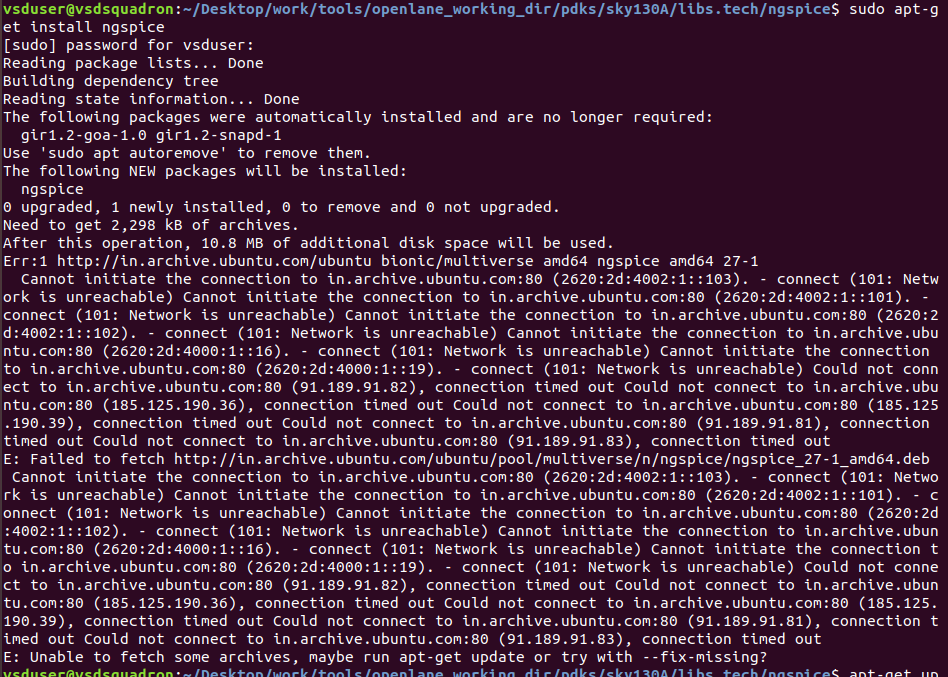 vsduser@vsdsquadron:~/Desktop/work/tools/openlane_working_dir/pdks/sky130A/libs.tech/ngspice$ sudo apt-g
et install ngspice
[sudo] password for vsduser:
Reading package lists... Done
Building dependency tree
Reading state information... Done
The following packages were automatically installed and are no longer required:
  gir1.2-goa-1.0 gir1.2-snapd-1
Use 'sudo apt autoremove' to remove them.
The following NEW packages will be installed:
  ngspice
0 upgraded, 1 newly installed, 0 to remove and 0 not upgraded.
Need to get 2,298 kB of archives.
After this operation, 10.8 MB of additional disk space will be used.
Err:1 http://in.archive.ubuntu.com/ubuntu bionic/multiverse amd64 ngspice amd64 27-1
  Cannot initiate the connection to in.archive.ubuntu.com:80 (2620:2d:4002:1::103). - connect (101: Netw
ork is unreachable) Cannot initiate the connection to in.archive.ubuntu.com:80 (2620:2d:4002:1::101). -
connect (101: Network is unreachable) Cannot initiate the connection to in.archive.ubuntu.com:80 (2620:2
d:4002:1::102). - connect (101: Network is unreachable) Cannot initiate the connection to in.archive.ubu
ntu.com:80 (2620:2d:4000:1::16). - connect (101: Network is unreachable) Cannot initiate the connection
to in.archive.ubuntu.com:80 (2620:2d:4000:1::19). - connect (101: Network is unreachable) Could not conn
ect to in.archive.ubuntu.com:80 (91.189.91.82), connection timed out Could not connect to in.archive.ubu
ntu.com:80 (185.125.190.36), connection timed out Could not connect to in.archive.ubuntu.com:80 (185.125
.190.39), connection timed out Could not connect to in.archive.ubuntu.com:80 (91.189.91.81), connection
timed out Could not connect to in.archive.ubuntu.com:80 (91.189.91.83), connection timed out
E: Failed to fetch http://in.archive.ubuntu.com/ubuntu/pool/multiverse/n/ngspice/ngspice_27-1_amd64.deb
 Cannot initiate the connection to in.archive.ubuntu.com:80 (2620:2d:4002:1::103). - connect (101: Netwo
rk is unreachable) Cannot initiate the connection to in.archive.ubuntu.com:80 (2620:2d:4002:1::101). - c
onnect (101: Network is unreachable) Cannot initiate the connection to in.archive.ubuntu.com:80 (2620:2d
:4002:1::102). - connect (101: Network is unreachable) Cannot initiate the connection to in.archive.ubun
tu.com:80 (2620:2d:4000:1::16). - connect (101: Network is unreachable) Cannot initiate the connection t
o in.archive.ubuntu.com:80 (2620:2d:4000:1::19). - connect (101: Network is unreachable) Could not conne
ct to in.archive.ubuntu.com:80 (91.189.91.82), connection timed out Could not connect to in.archive.ubun
tu.com:80 (185.125.190.36), connection timed out Could not connect to in.archive.ubuntu.com:80 (185.125.
190.39), connection timed out Could not connect to in.archive.ubuntu.com:80 (91.189.91.81), connection t
imed out Could not connect to in.archive.ubuntu.com:80 (91.189.91.83), connection timed out
E: Unable to fetch some archives, maybe run apt-get update or try with --fix-missing?
vsduser@vsdsquadron:~/Desktop/work/tools/openlane_working_dir/pdks/sky130A/libs.tech/ngspice$ apt-get up